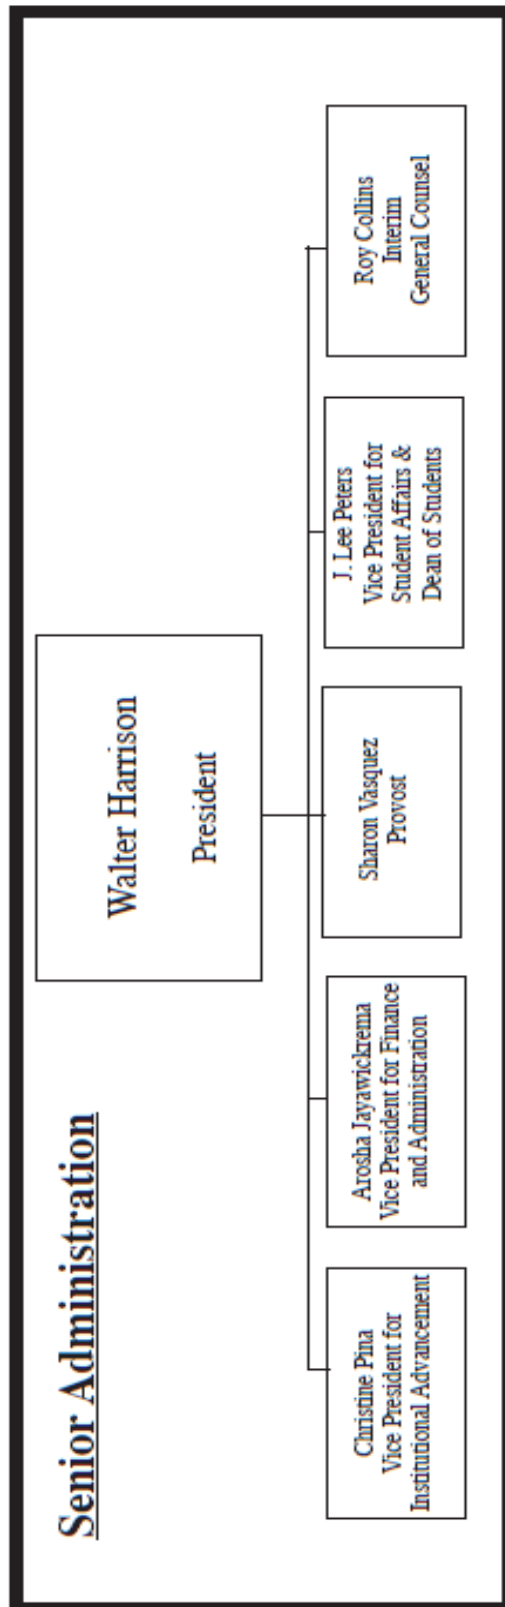 Senior Administration
Walter Harrison
President
Christine Pina
Vice President for
Institutional Advancement
Arosha Jayawickrema
Vice President for Finance
and Administration
Sharon Vasquez
Provost
J. Lee Peters
Vice President for
Student Affairs &
Dean of Students
Roy Collins
Interim
General Counsel